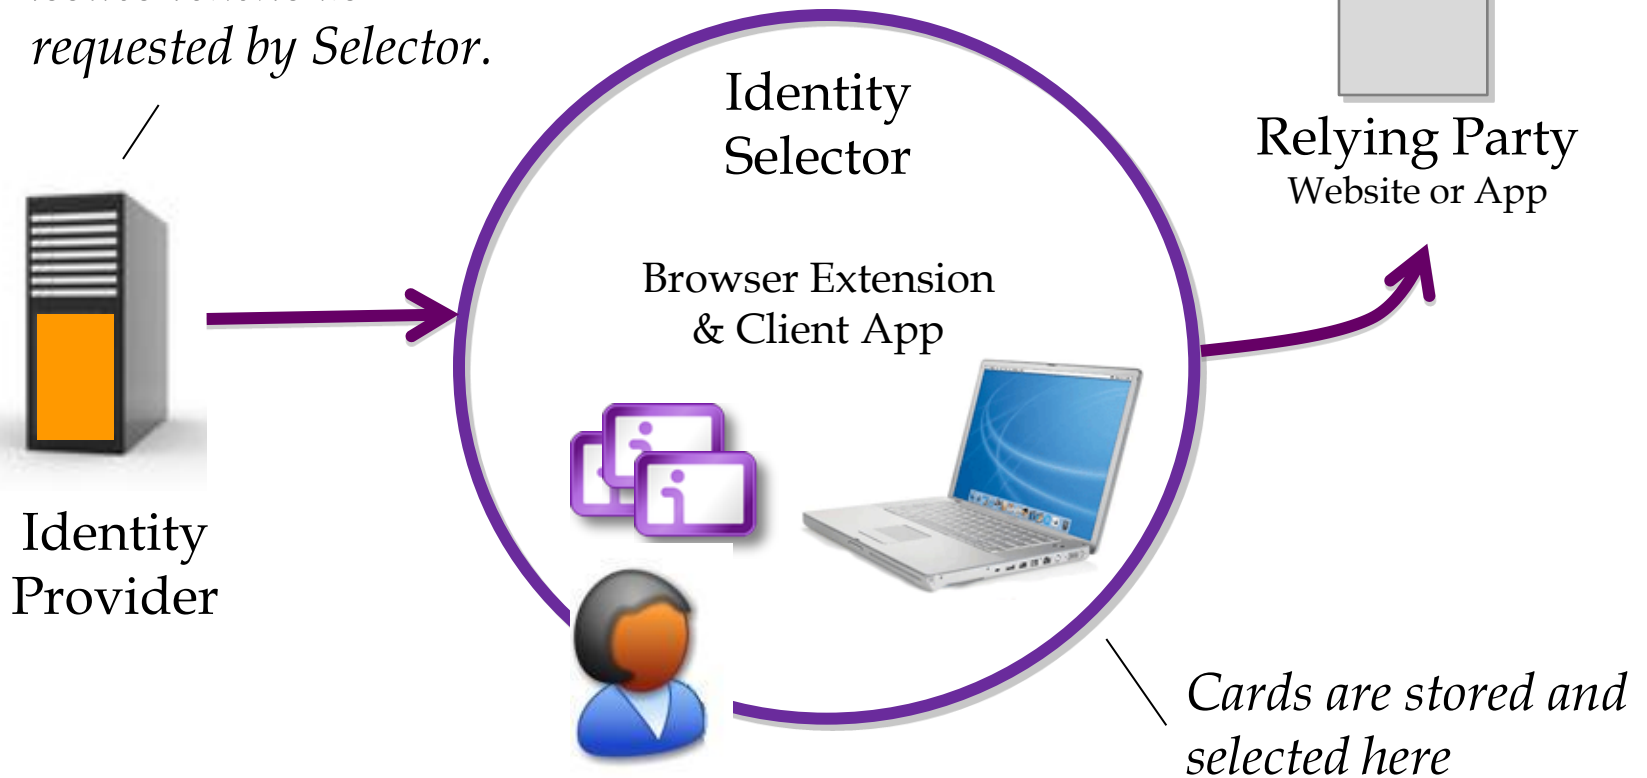 requested by Selector.
Identity
Selector
Relying Party
Website or App
Browser Extension
& Client App
Identity
Provider
Cards are stored and
selected here